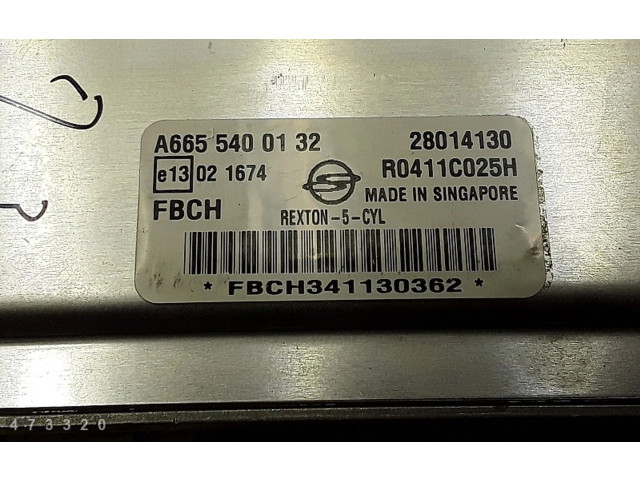 A665 540 01 32 28014130
e13 02 1674 R0411C025H
MADE IN SINGAPORE
FBCH REXTON-5-CYL
* FBCH341130362 *
473320